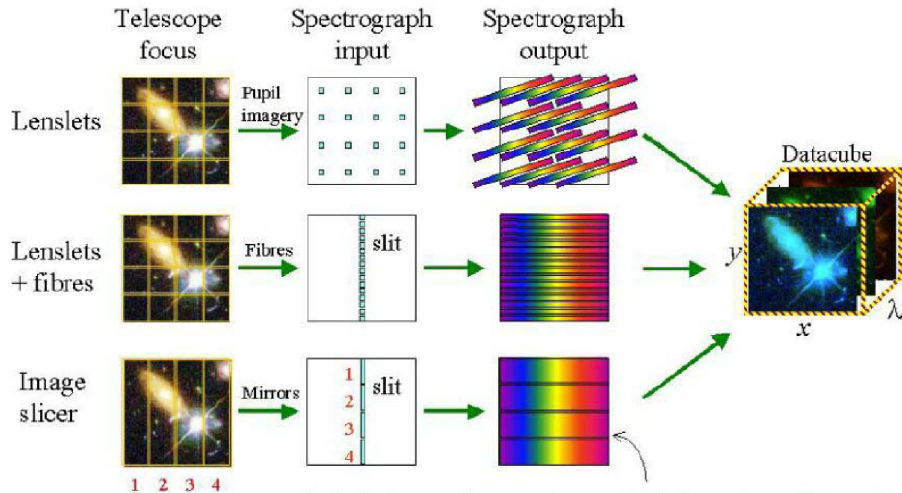 Telescope focus
Spectrograph input
Spectrograph output
Lenslets
Pupil imagery
Datacube
Lenslets + fibres
Fibres
slit
y
x
λ
Image slicer
Mirrors
1
2
3
4
slit
1 2 3 4